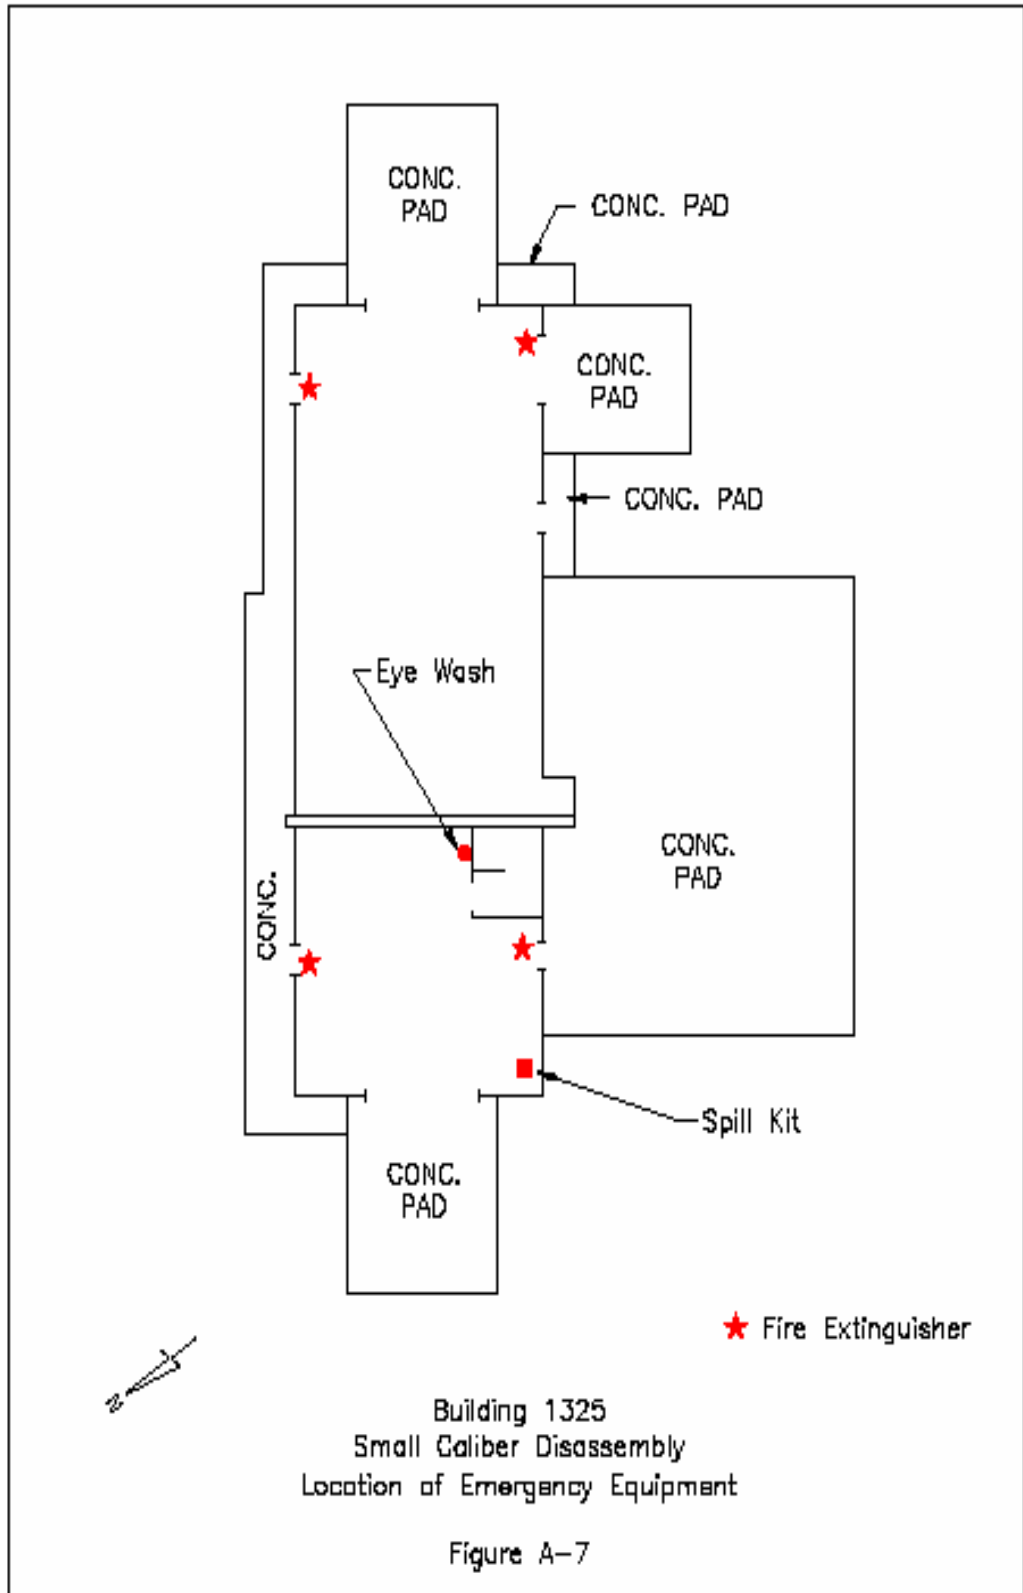 CONC.
PAD
CONC. PAD
CONC.
PAD
CONC. PAD
Eye Wash
CONC.
PAD
CONC.
Spill Kit
CONC.
PAD
Fire Extinguisher
N
Building 1325
Small Caliber Disassembly
Location of Emergency Equipment
Figure A-7